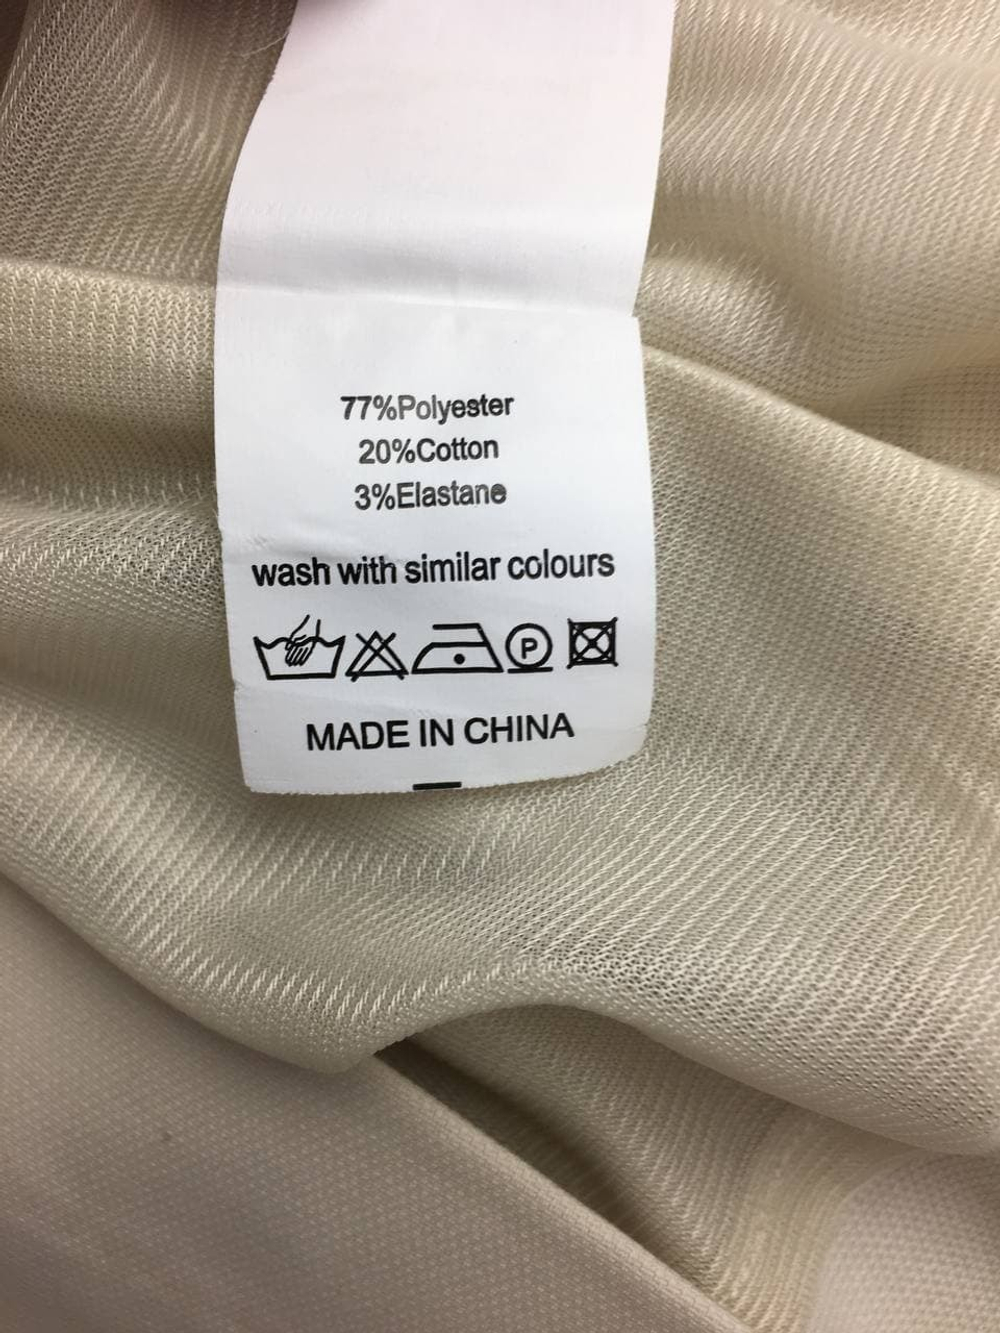 77%Polyester
20%Cotton
3%Elastane
wash with similar colours
P
MADE IN CHINA